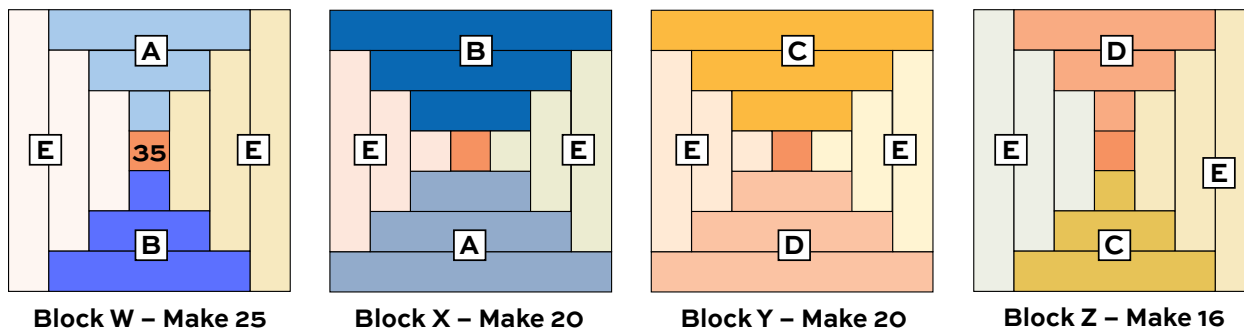 A
E
35
E
B
Block W – Make 25
B
E
E
A
Block X – Make 20
C
E
E
D
Block Y – Make 20
D
E
E
C
Block Z – Make 16